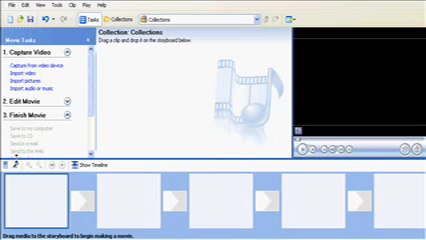 File Edit View Tools Clip Play Help
Tasks Collections Collections
Movie Tasks
Collection: Collections
Drag a clip and drop it on the storyboard below.
1. Capture Video
Capture from video device
Import video
Import pictures
Import audio or music
2. Edit Movie
3. Finish Movie
Save to my computer
Save to CD
Send in e-mail
Send to the Web
Show Timeline
Drag media to the storyboard to begin making a movie.